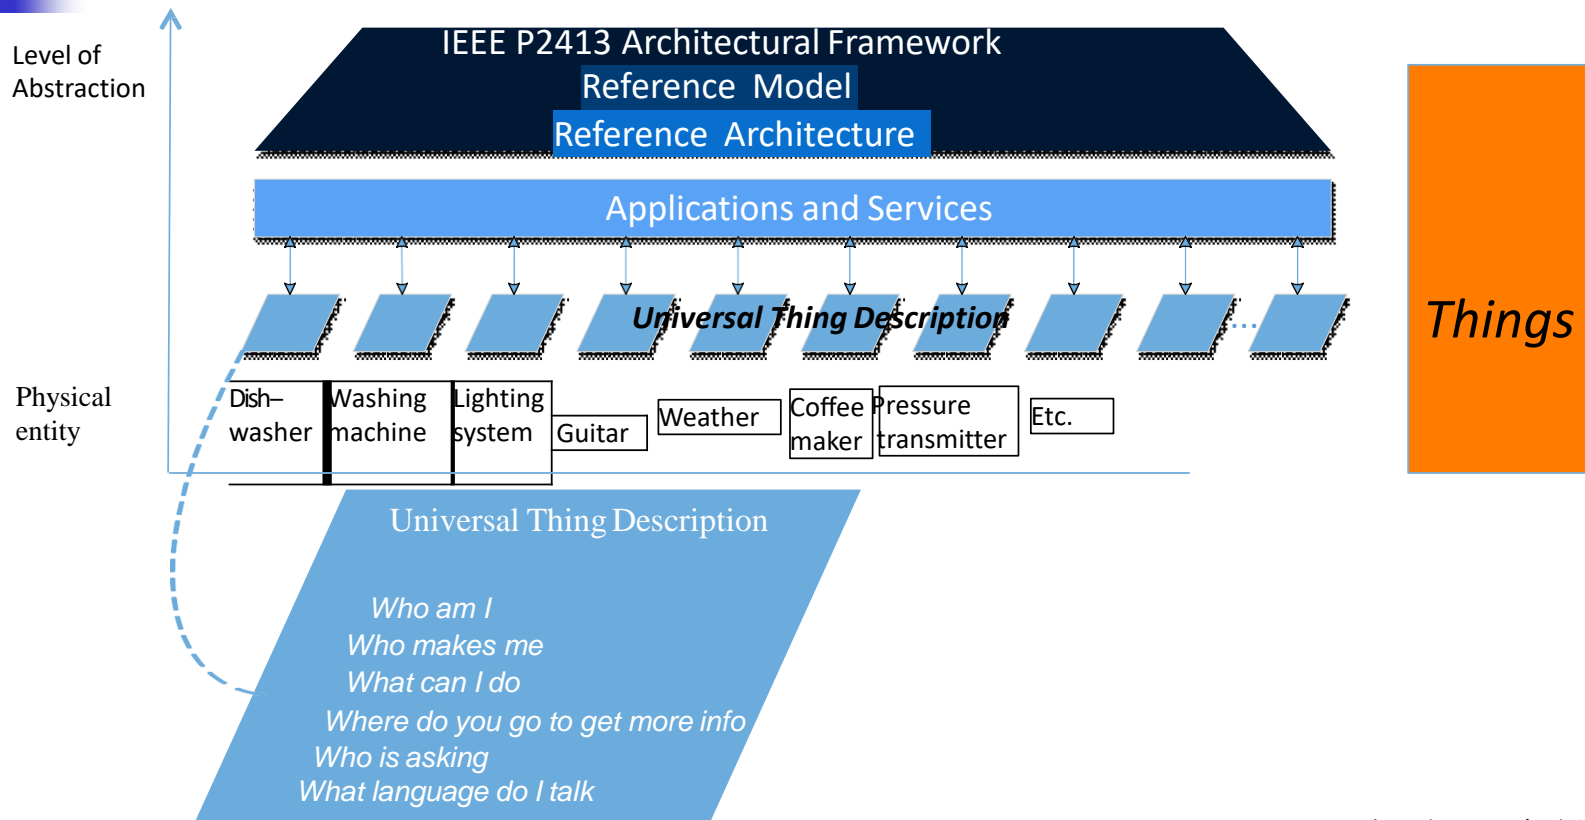 Level of
Abstraction
IEEE P2413 Architectural Framework
Reference Model
Reference Architecture
Applications and Services
Universal Thing Description
...
Things
Physical
entity
Dish–
washer
Washing
machine
Lighting
system
Guitar
Weather
Coffee
maker
Pressure
transmitter
Etc.
Universal Thing Description
Who am I
Who makes me
What can I do
Where do you go to get more info
Who is asking
What language do I talk